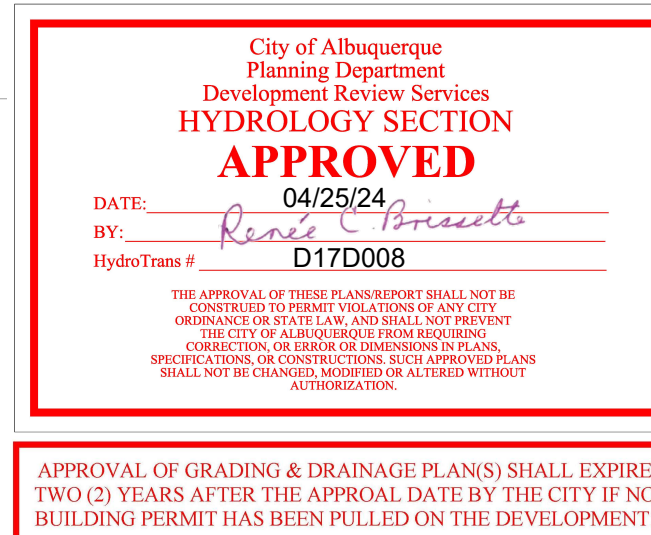 City of Albuquerque
Planning Department
Development Review Services
HYDROLOGY SECTION
APPROVED
DATE: 04/25/24
BY: Renée C. Brissette
HydroTrans # D17D008
THE APPROVAL OF THESE PLANS/REPORT SHALL NOT BE
CONSTRUED TO PERMIT VIOLATIONS OF ANY CITY
ORDINANCE OR STATE LAW, AND SHALL NOT PREVENT
THE CITY OF ALBUQUERQUE FROM REQUIRING
CORRECTION, OR ERROR OR DIMENSIONS IN PLANS,
SPECIFICATIONS, OR CONSTRUCTIONS. SUCH APPROVED PLANS
SHALL NOT BE CHANGED, MODIFIED OR ALTERED WITHOUT
AUTHORIZATION.
APPROVAL OF GRADING & DRAINAGE PLAN(S) SHALL EXPIRE
TWO (2) YEARS AFTER THE APPROAL DATE BY THE CITY IF NO
BUILDING PERMIT HAS BEEN PULLED ON THE DEVELOPMENT